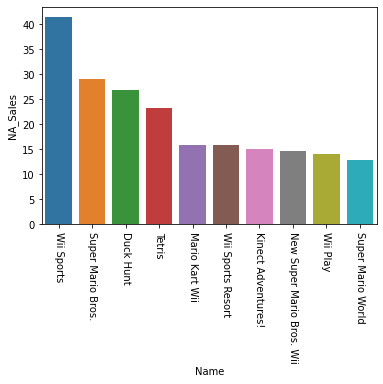 40
35
30
25
20
15
10
5
0
NA_Sales
Wii Sports
Super Mario Bros.
Duck Hunt
Tetris
Mario Kart Wii
Wii Sports Resort
Kinect Adventures!
New Super Mario Bros. Wii
Wii Play
Super Mario World
Name